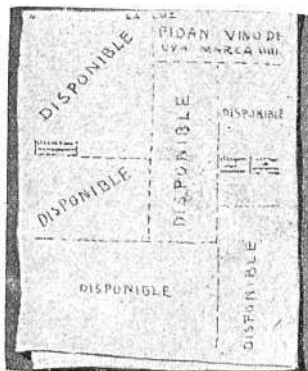 LA LUZ
DISPONIBLE
PIDAN VINO DE
UVA MARCA
DISPONIBLE
DISPONIBLE
DISPONIBLE
DISPONIBLE
DISPONIBLE